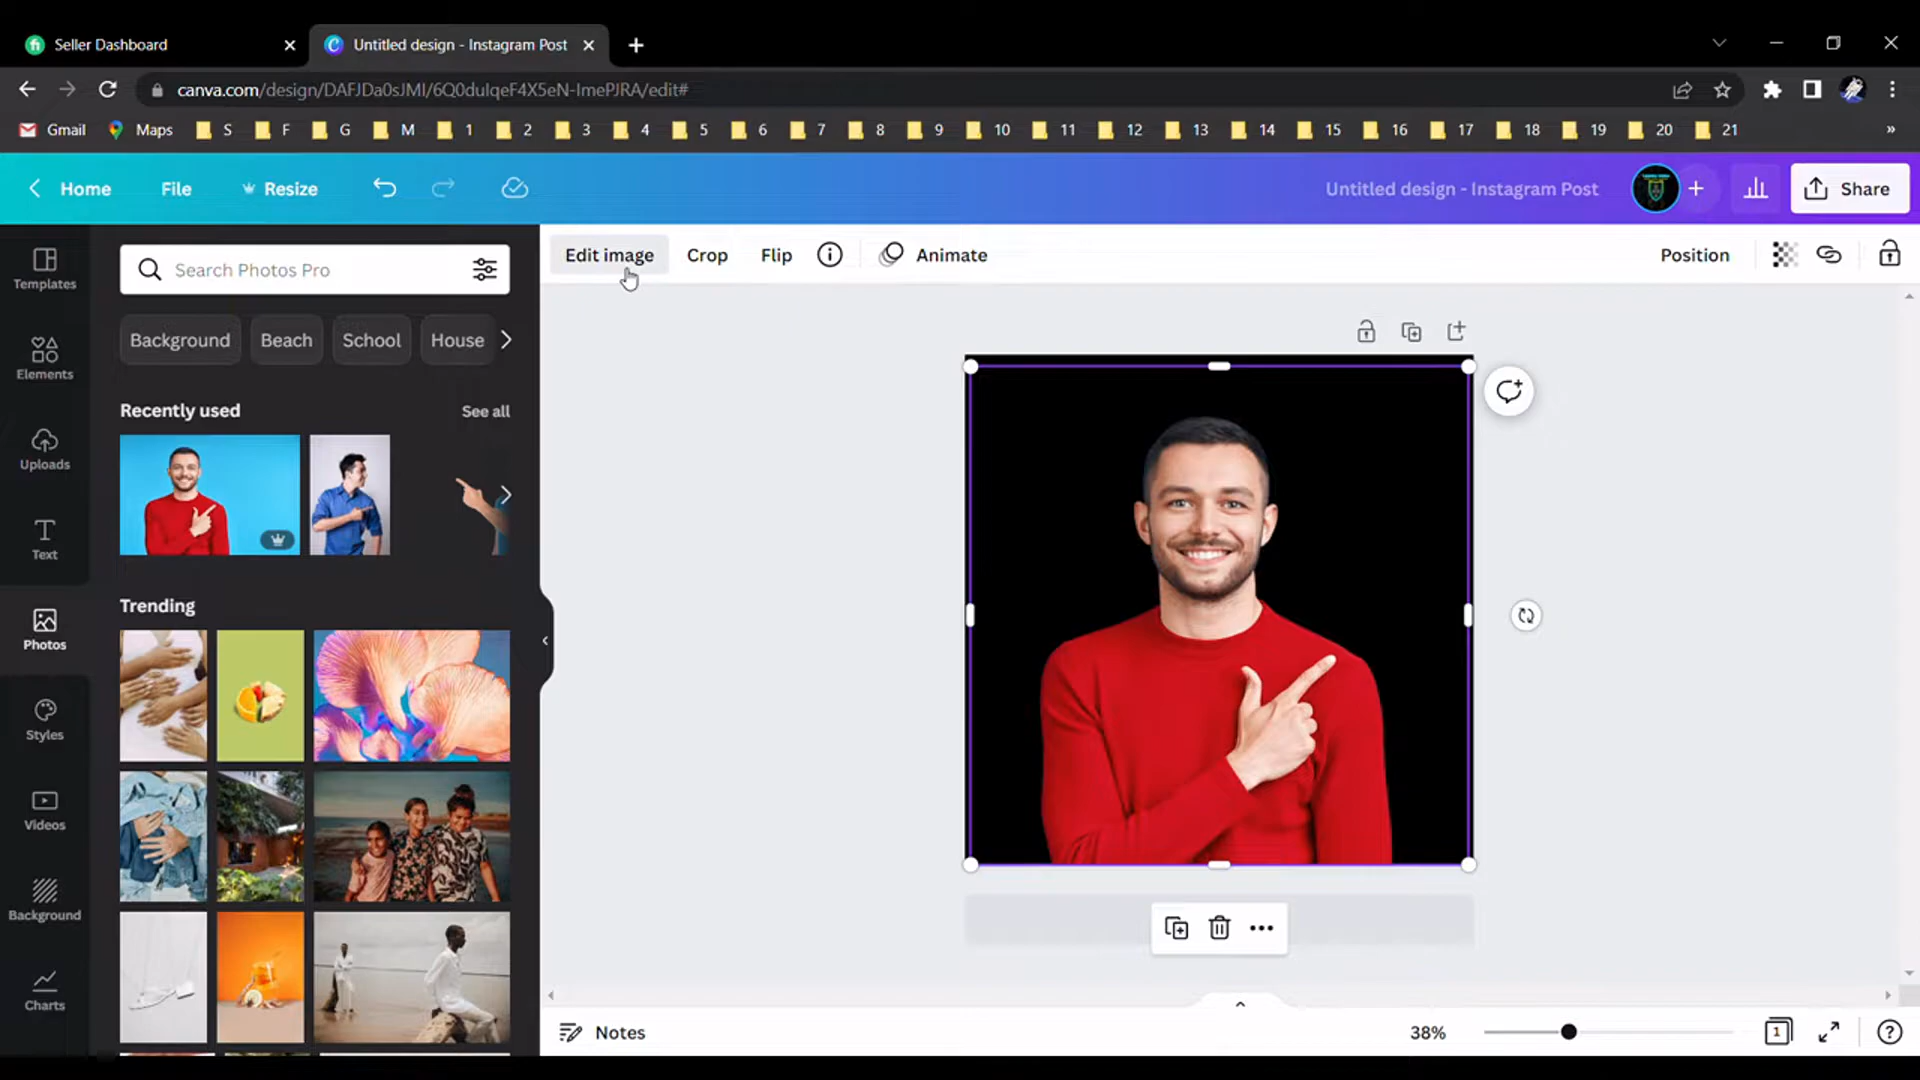 Seller Dashboard
Untitled design - Instagram Post
canva.com/design/DAFJDa0sJMI/6Q0duIqeF4X5eN-ImePJRA/edit#
Gmail Maps S F G M 1 2 3 4 5 6 7 8 9 10 11 12 13 14 15 16 17 18 19 20 21 »
Home File Resize
Untitled design - Instagram Post
Share
Edit image Crop Flip Animate Position
Search Photos Pro
Background Beach School House
Recently used See all
Trending
Templates
Elements
Uploads
Text
Photos
Styles
Videos
Background
Charts
Notes 38% 1